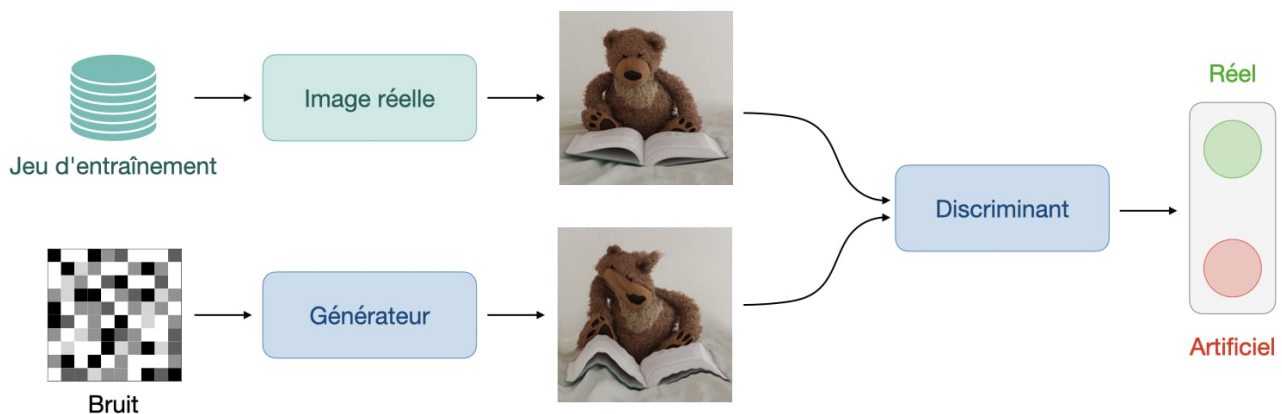 Jeu d'entraînement
Image réelle
Réel
Discriminant
Générateur
Artificiel
Bruit